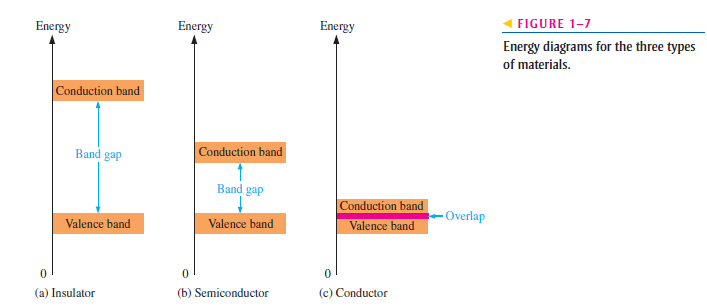 Energy
Conduction band
Band gap
Valence band
0
(a) Insulator
Energy
Conduction band
Band gap
Valence band
0
(b) Semiconductor
Energy
Conduction band
Overlap
Valence band
0
(c) Conductor
FIGURE 1–7
Energy diagrams for the three types
of materials.